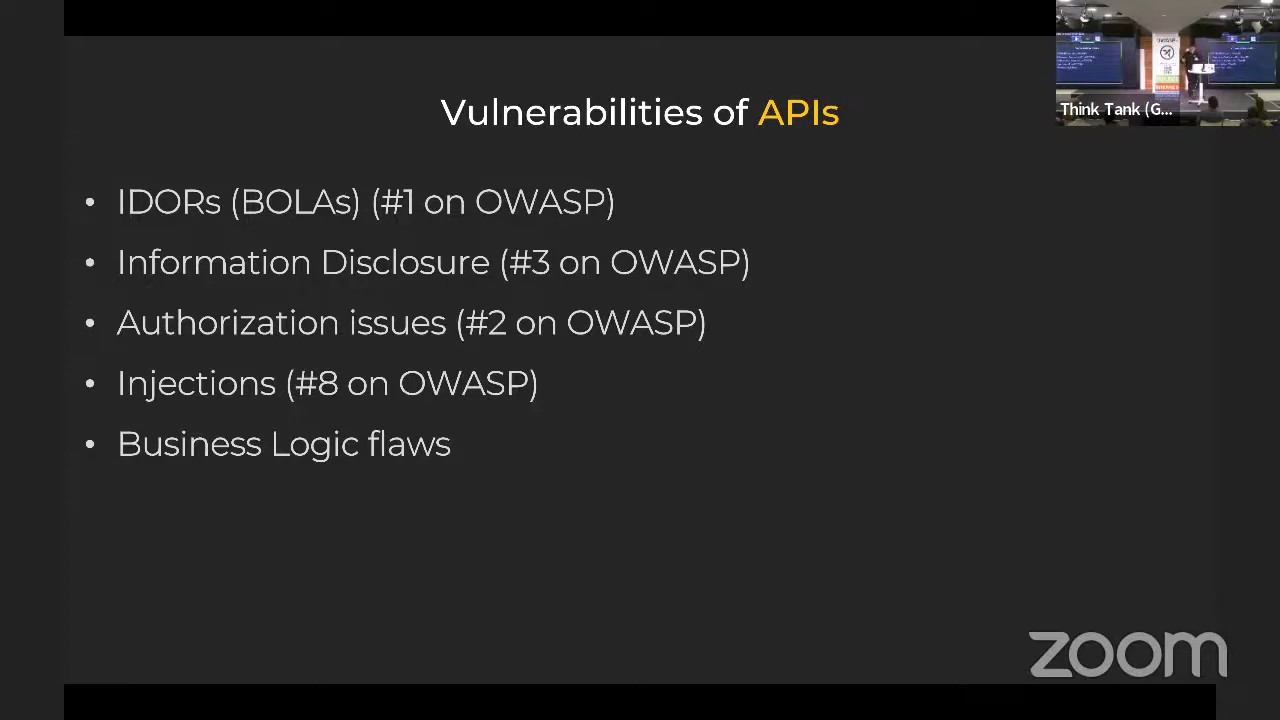 Vulnerabilities of APIs
• IDORs (BOLAs) (#1 on OWASP)
• Information Disclosure (#3 on OWASP)
• Authorization issues (#2 on OWASP)
• Injections (#8 on OWASP)
• Business Logic flaws
Think Tank (G...
zoom